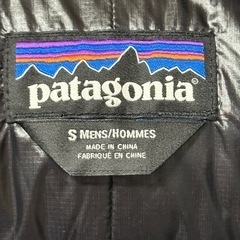 patagonia
S MENS/HOMMES
MADE IN CHINA
FABRIQUÉ EN CHINE